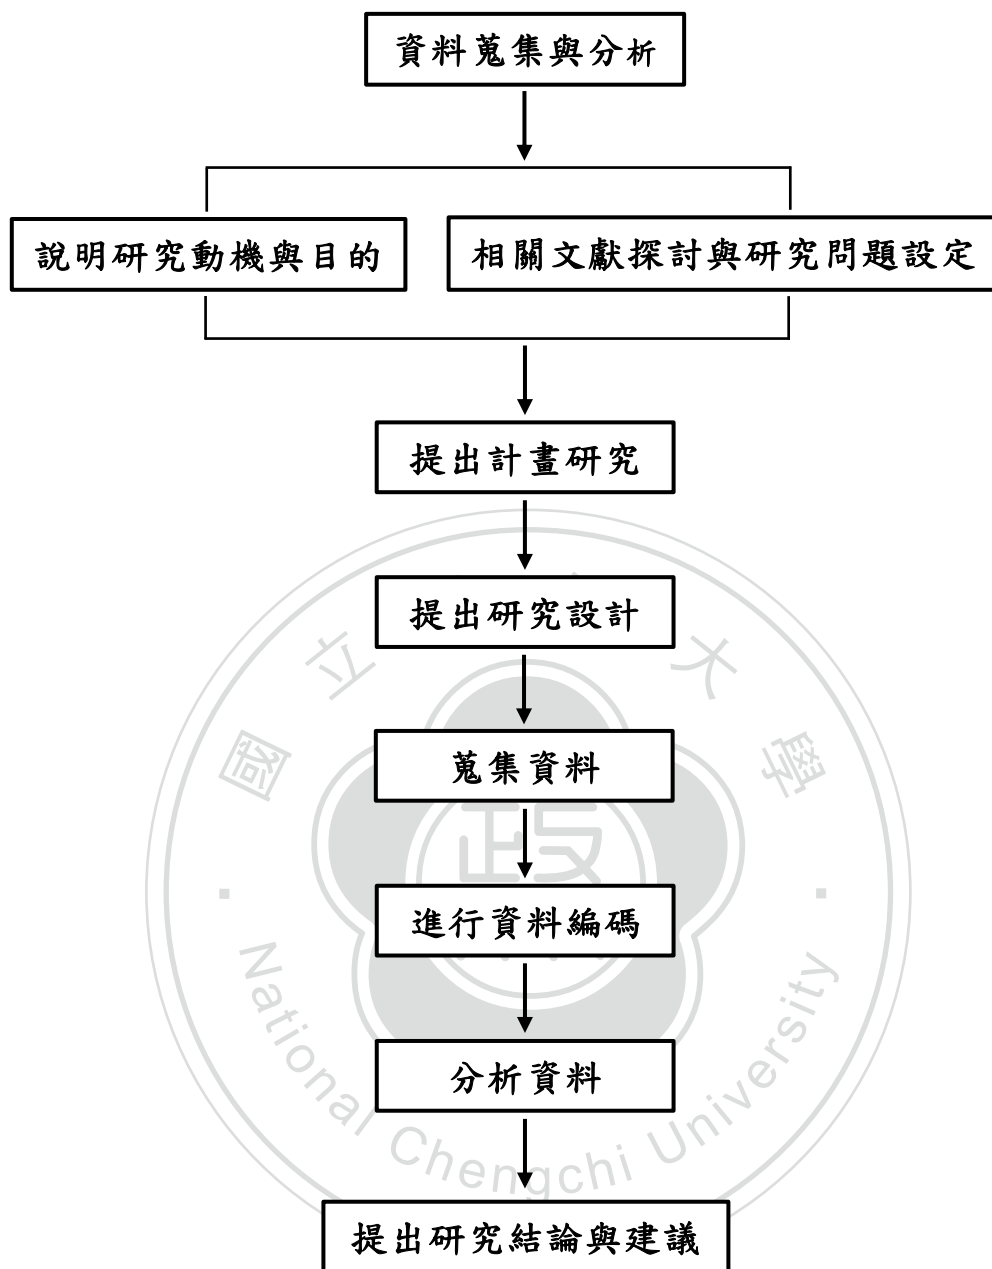 資料蒐集與分析
說明研究動機與目的
相關文獻探討與研究問題設定
提出計畫研究
提出研究設計
國立 大學
蒐集資料
政
進行資料編碼
分析資料
National Chengchi University
提出研究結論與建議